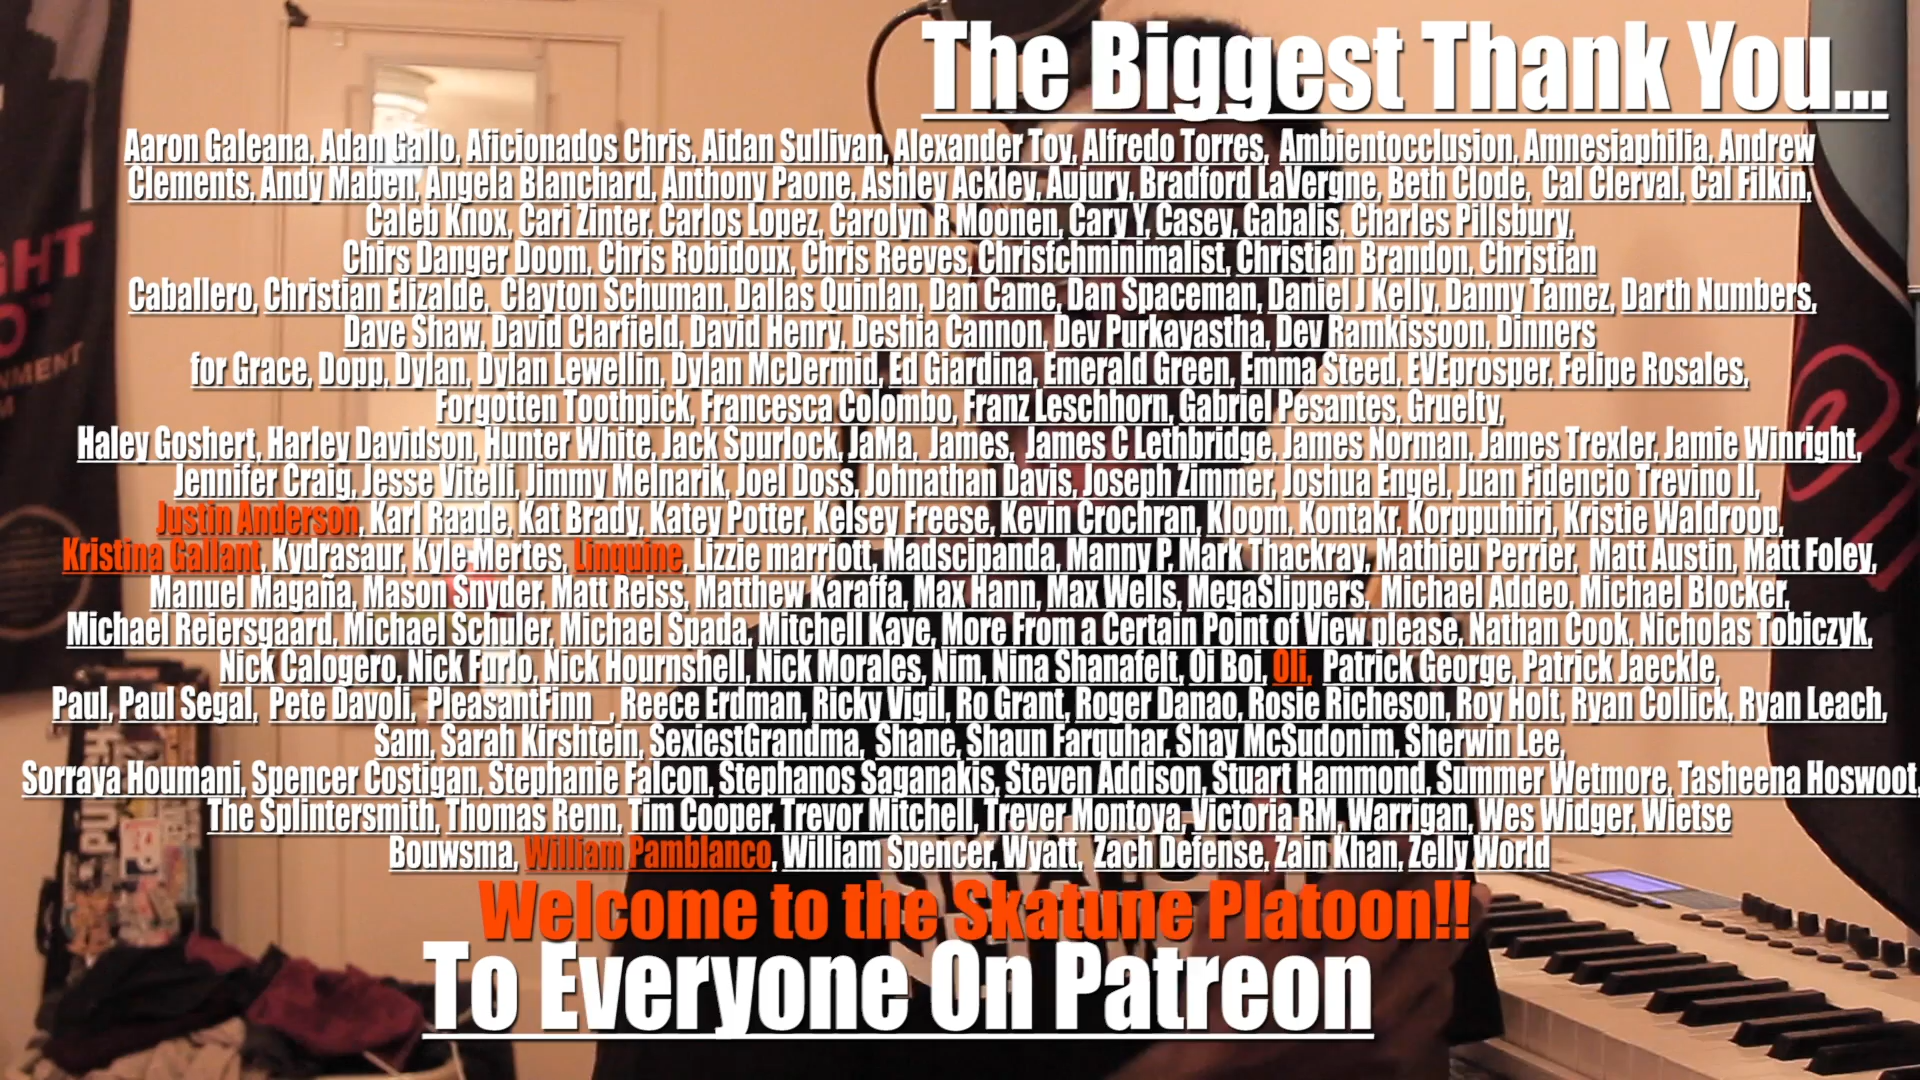 The Biggest Thank You...
Aaron Galeana, Adan Gallo, Aficionados Chris, Aidan Sullivan, Alexander Toy, Alfredo Torres, Ambientocclusion, Amnesiaphilia, Andrew
Clements, Andy Maben, Angela Blanchard, Anthony Paone, Ashley Ackley, Aujury, Bradford LaVergne, Beth Clode, Cal Clerval, Cal Filkin,
Caleb Knox, Cari Zinter, Carlos Lopez, Carolyn R Moonen, Cary Y, Casey, Gabalis, Charles Pillsbury,
Chirs Danger Doom, Chris Robidoux, Chris Reeves, Chrisfchminimalist, Christian Brandon, Christian
Caballero, Christian Elizalde, Clayton Schuman, Dallas Quinlan, Dan Came, Dan Spaceman, Daniel J Kelly, Danny Tamez, Darth Numbers,
Dave Shaw, David Clarfield, David Henry, Deshia Cannon, Dev Purkayastha, Dev Ramkissoon, Dinners
for Grace, Dopp, Dylan, Dylan Lewellin, Dylan McDermid, Ed Giardina, Emerald Green, Emma Steed, EVEprosper, Felipe Rosales,
Forgotten Toothpick, Francesca Colombo, Franz Leschhorn, Gabriel Pesantes, Gruelty,
Haley Goshert, Harley Davidson, Hunter White, Jack Spurlock, JaMa, James, James C Lethbridge, James Norman, James Trexler, Jamie Winright,
Jennifer Craig, Jesse Vitelli, Jimmy Melnarik, Joel Doss, Johnathan Davis, Joseph Zimmer, Joshua Engel, Juan Fidencio Trevino II,
Justin Anderson, Karl Raade, Kat Brady, Katey Potter, Kelsey Freese, Kevin Crochran, Kloom, Kontakr, Korppuhiiri, Kristie Waldroop,
Kristina Gallant, Kydrasaur, Kyle Mertes, Linquine, Lizzie marriott, Madscipanda, Manny P, Mark Thackray, Mathieu Perrier, Matt Austin, Matt Foley,
Manuel Magaña, Mason Snyder, Matt Reiss, Matthew Karaffa, Max Hann, Max Wells, MegaSlippers, Michael Addeo, Michael Blocker,
Michael Reiersgaard, Michael Schuler, Michael Spada, Mitchell Kaye, More From a Certain Point of View please, Nathan Cook, Nicholas Tobiczyk,
Nick Calogero, Nick Furlo, Nick Hournshell, Nick Morales, Nim, Nina Shanafelt, Oi Boi, Oli, Patrick George, Patrick Jaeckle,
Paul, Paul Segal, Pete Davoli, PleasantFinn_, Reece Erdman, Ricky Vigil, Ro Grant, Roger Danao, Rosie Richeson, Roy Holt, Ryan Collick, Ryan Leach,
Sam, Sarah Kirshtein, SexiestGrandma, Shane, Shaun Farquhar, Shay McSudonim, Sherwin Lee,
Sorraya Houmani, Spencer Costigan, Stephanie Falcon, Stephanos Saganakis, Steven Addison, Stuart Hammond, Summer Wetmore, Tasheena Hoswoot,
The Splintersmith, Thomas Renn, Tim Cooper, Trevor Mitchell, Trever Montoya, Victoria RM, Warrigan, Wes Widger, Wietse
Bouwsma, William Pamblanco, William Spencer, Wyatt, Zach Defense, Zain Khan, Zelly World
Welcome to the Skatune Platoon!!
To Everyone On Patreon